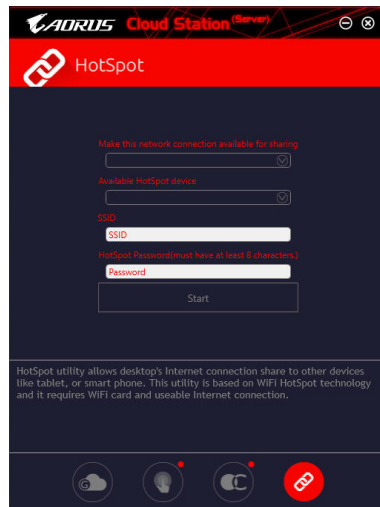 AORUS Cloud Station (Server)
HotSpot
Make this network connection available for sharing
Available HotSpot device
SSID
SSID
HotSpot Password(must have at least 8 characters.)
Password
Start
HotSpot utility allows desktop's Internet connection share to other devices
like tablet, or smart phone. This utility is based on WiFi HotSpot technology
and it requires WiFi card and useable Internet connection.
G